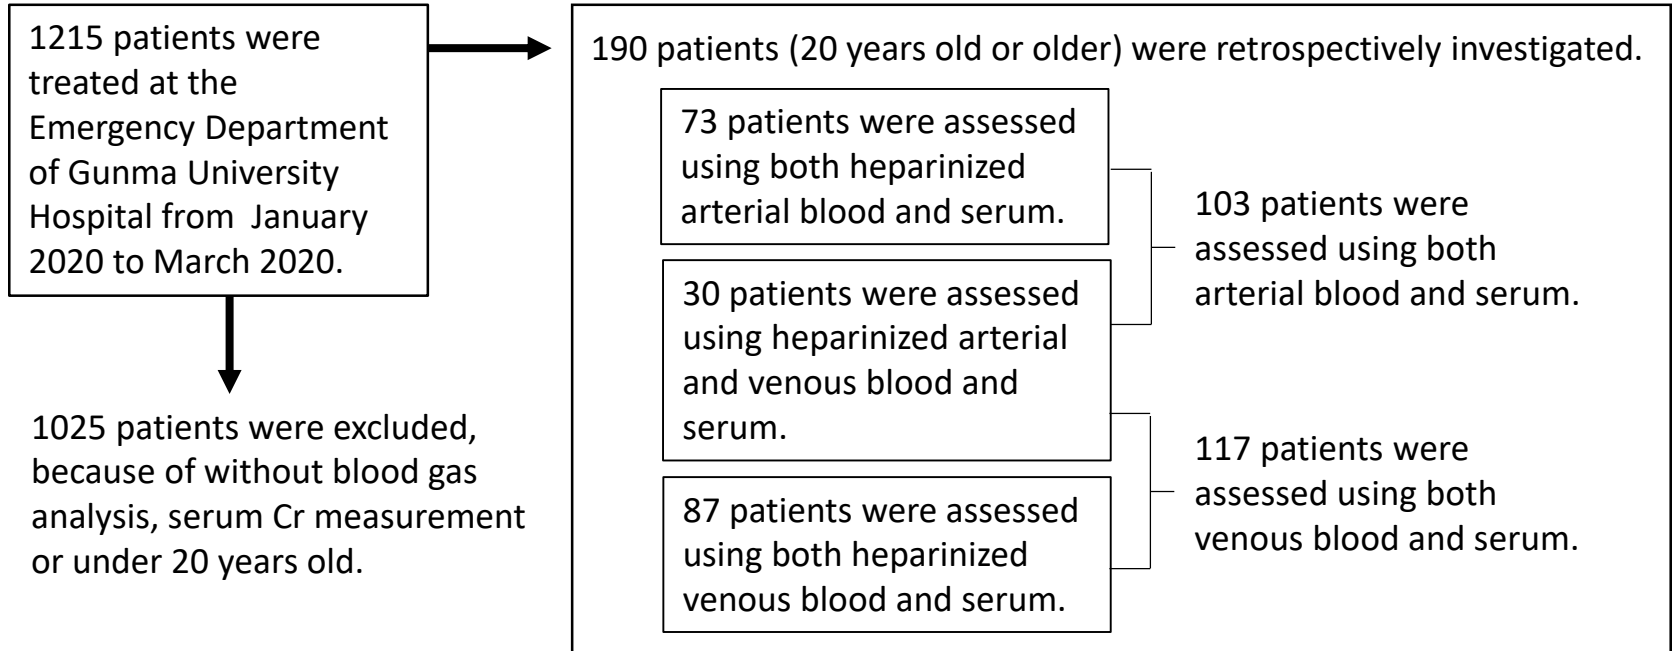 1215 patients were
treated at the
Emergency Department
of Gunma University
Hospital from  January
2020 to March 2020.
1025 patients were excluded,
because of without blood gas
analysis, serum Cr measurement
or under 20 years old.
190 patients (20 years old or older) were retrospectively investigated.
73 patients were assessed
using both heparinized
arterial blood and serum.
30 patients were assessed
using heparinized arterial
and venous blood and
serum.
87 patients were assessed
using both heparinized
venous blood and serum.
103 patients were
assessed using both
arterial blood and serum.
117 patients were
assessed using both
venous blood and serum.